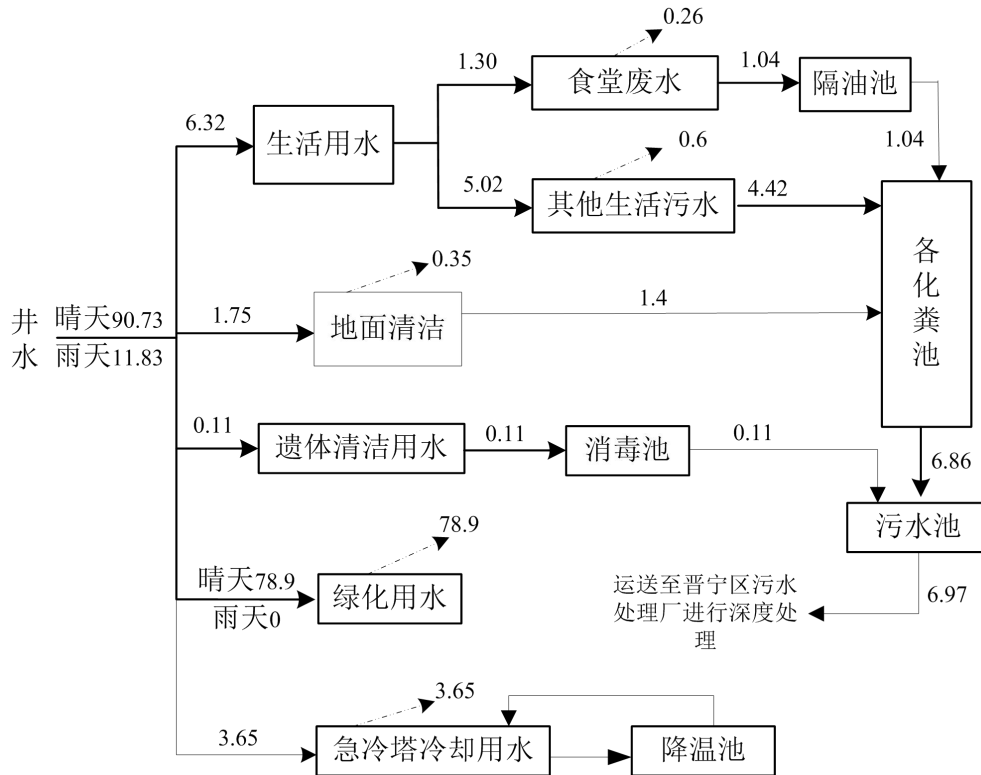 0.26
1.30
食堂废水
1.04
隔油池
6.32
生活用水
1.04
0.6
5.02
其他生活污水
4.42
各化粪池
0.35
井水
晴天90.73
雨天11.83
1.75
地面清洁
1.4
0.11
遗体清洁用水
0.11
消毒池
0.11
6.86
污水池
78.9
晴天78.9
雨天0
绿化用水
运送至晋宁区污水
处理厂进行深度处
理
6.97
3.65
3.65
急冷塔冷却用水
降温池